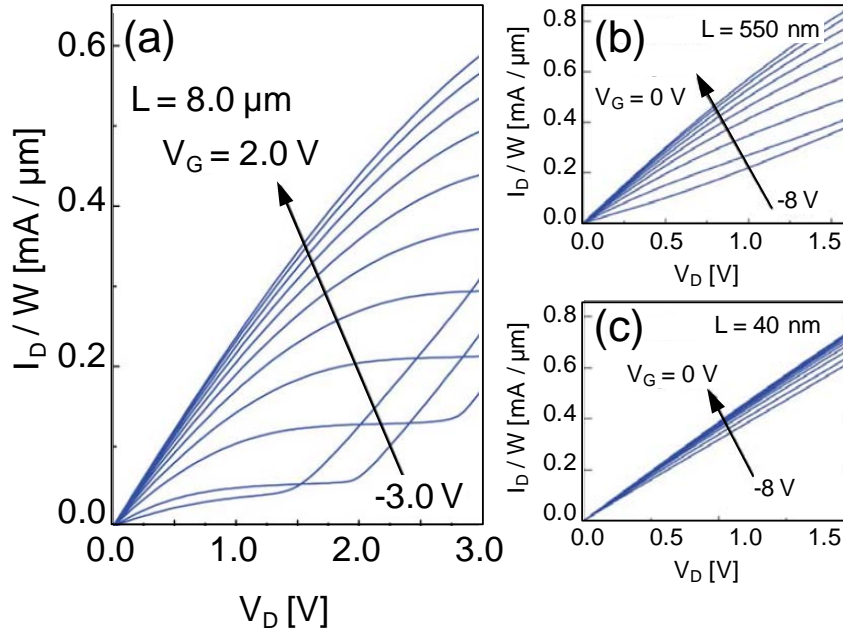 (a)
L = 8.0 µm
V_G = 2.0 V
-3.0 V
I_D / W [mA / µm]
0.6
0.4
0.2
0.0
0.0 1.0 2.0 3.0
V_D [V]
(b)
L = 550 nm
V_G = 0 V
-8 V
I_D / W [mA / µm]
0.8
0.6
0.4
0.2
0.0
0.0 0.5 1.0 1.5
V_D [V]
(c)
L = 40 nm
V_G = 0 V
-8 V
I_D / W [mA / µm]
0.8
0.6
0.4
0.2
0.0
0.0 0.5 1.0 1.5
V_D [V]